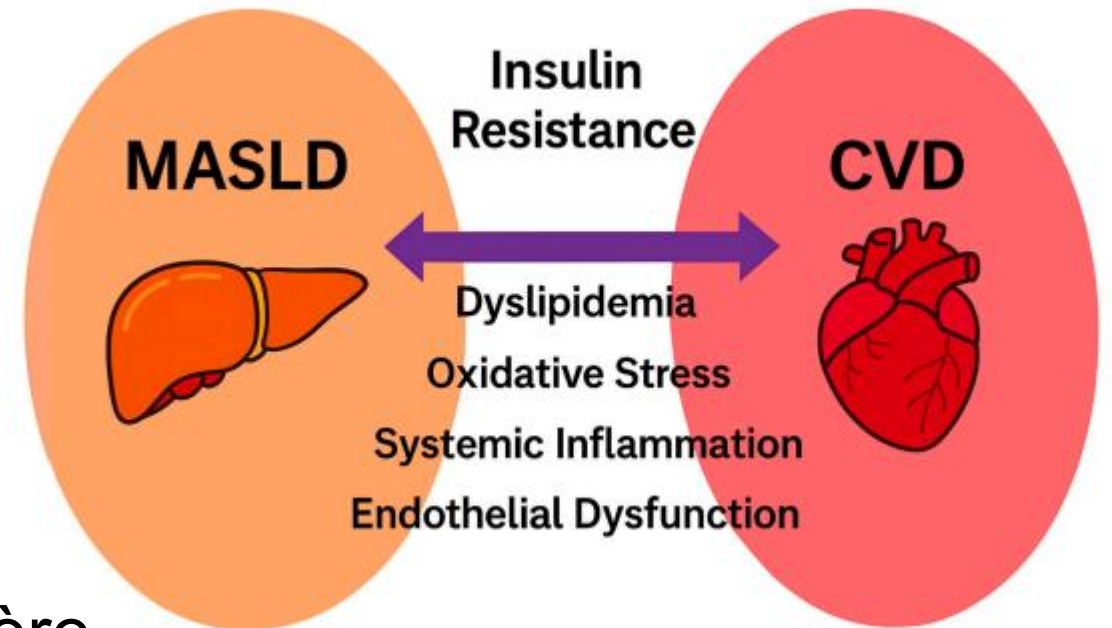 Insulin
Resistance
MASLD
CVD
Dyslipidemia
Oxidative Stress
Systemic Inflammation
Endothelial Dysfunction